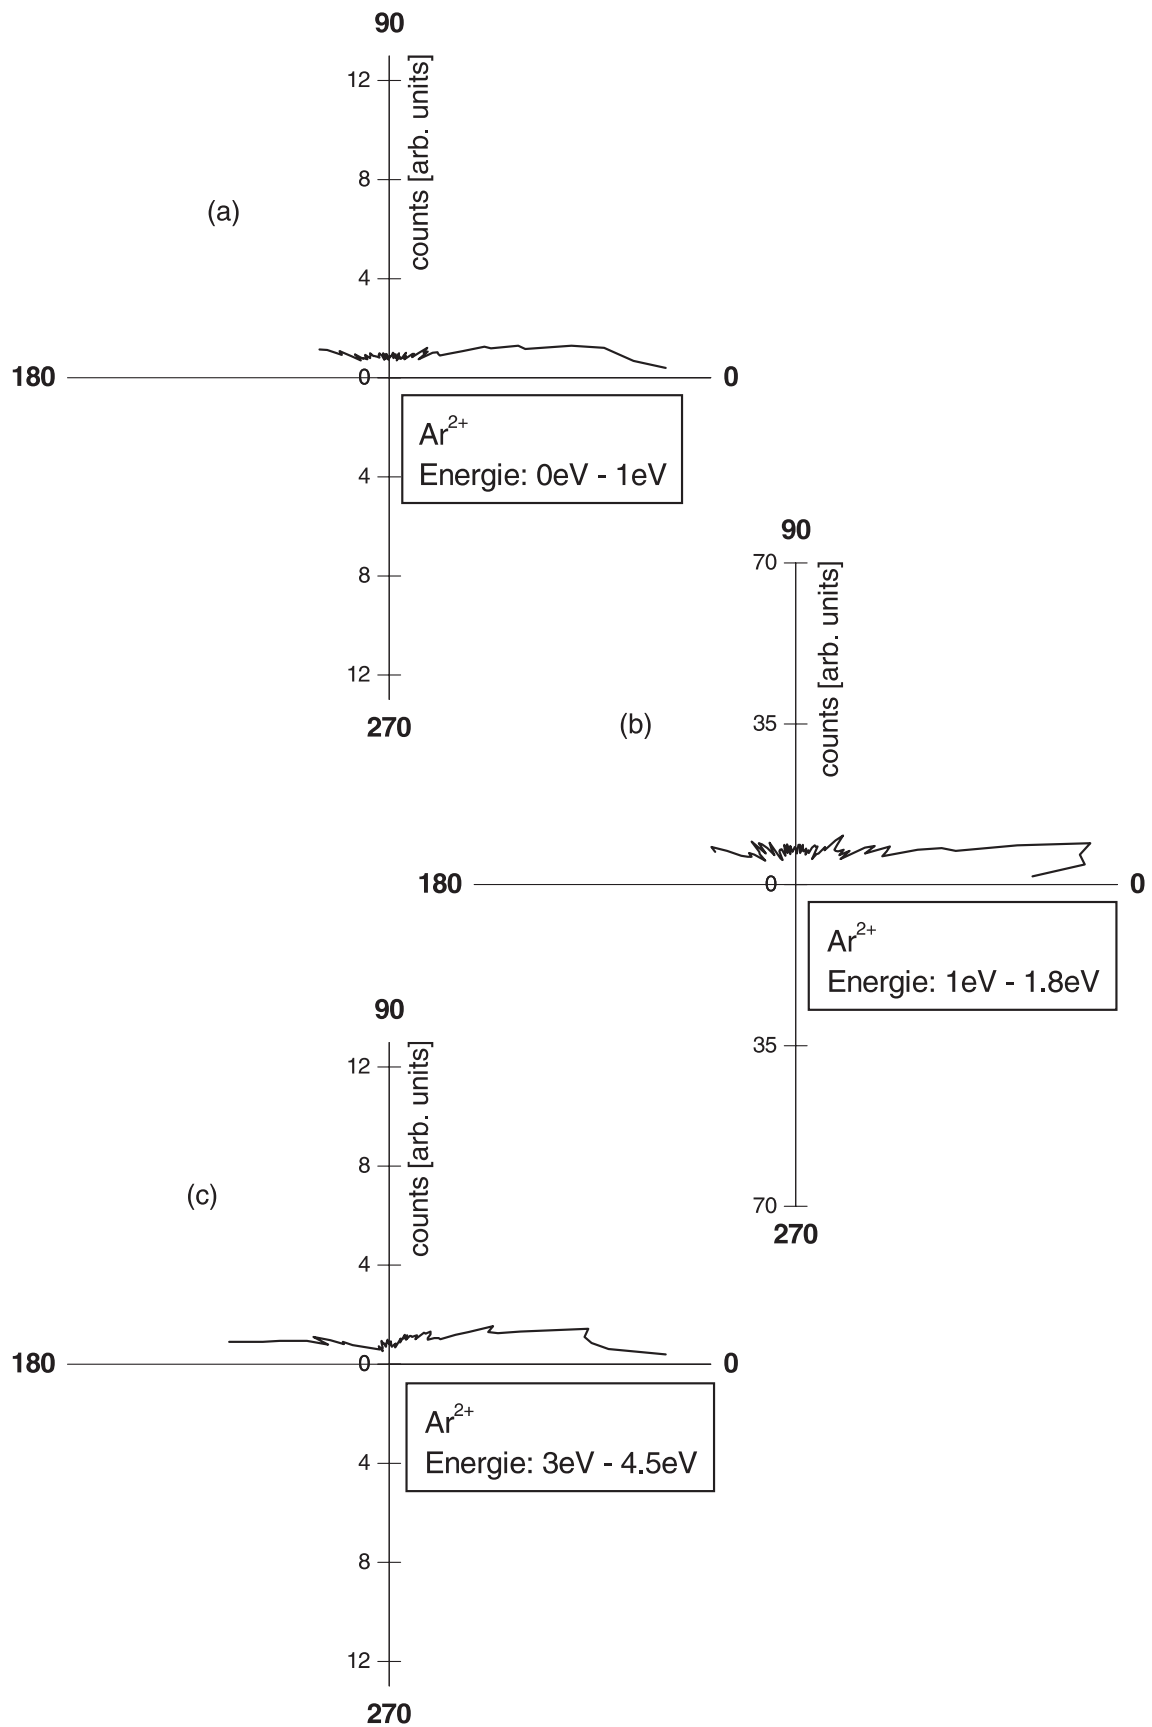 90
counts [arb. units]
12
8
(a)
4
180
0
0
Ar²⁺
Energie: 0eV - 1eV
4
8
12
270
90
70
counts [arb. units]
35
(b)
180
0
0
Ar²⁺
Energie: 1eV - 1.8eV
35
70
270
90
counts [arb. units]
12
8
(c)
4
180
0
0
Ar²⁺
Energie: 3eV - 4.5eV
4
8
12
270